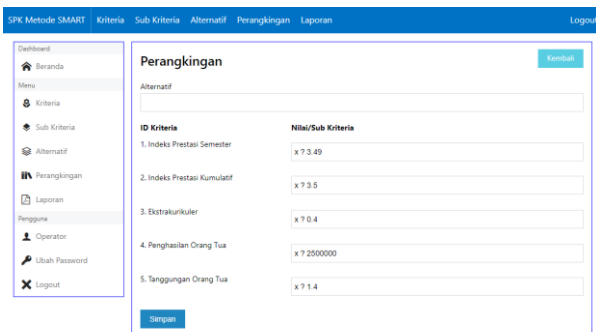 SPK Metode SMART Kriteria Sub Kriteria Alternatif Perangkingan Laporan Logout
Dashboard
Beranda
Menu
Kriteria
Sub Kriteria
Alternatif
Perangkingan
Laporan
Pengguna
Operator
Ubah Password
Logout
Perangkingan
Kembali
Alternatif
ID Kriteria Nilai/Sub Kriteria
1. Indeks Prestasi Semester x ? 3.49
2. Indeks Prestasi Kumulatif x ? 3.5
3. Ekstrakurikuler x ? 0.4
4. Penghasilan Orang Tua x ? 2500000
5. Tanggungan Orang Tua x ? 1.4
Simpan